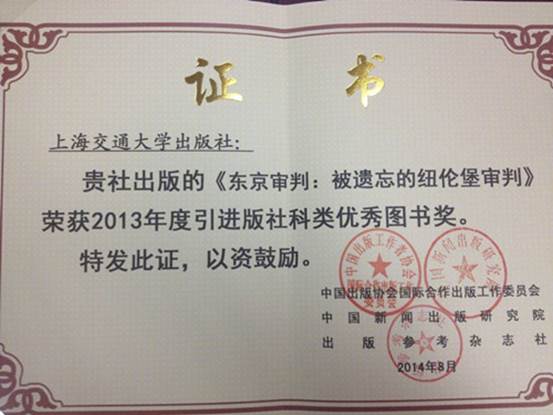 证 书
上海交通大学出版社:
贵社出版的《东京审判：被遗忘的纽伦堡审判》
荣获2013年度引进版社科类优秀图书奖。
特发此证，以资鼓励。
中国出版协会国际合作出版工作委员会
中国新闻出版研究院
出版参考杂志社
2014年8月